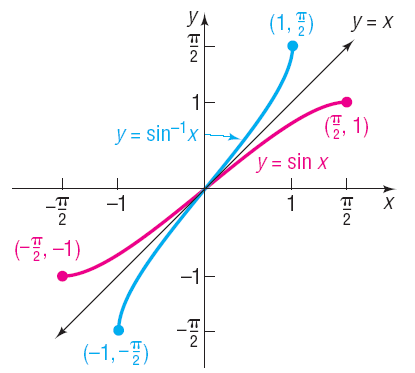 y
(1, π/2)
y = x
π/2
1
y = sin⁻¹x
(π/2, 1)
y = sin x
−π/2
−1
1
π/2
x
(−π/2, −1)
−1
−π/2
(−1, −π/2)